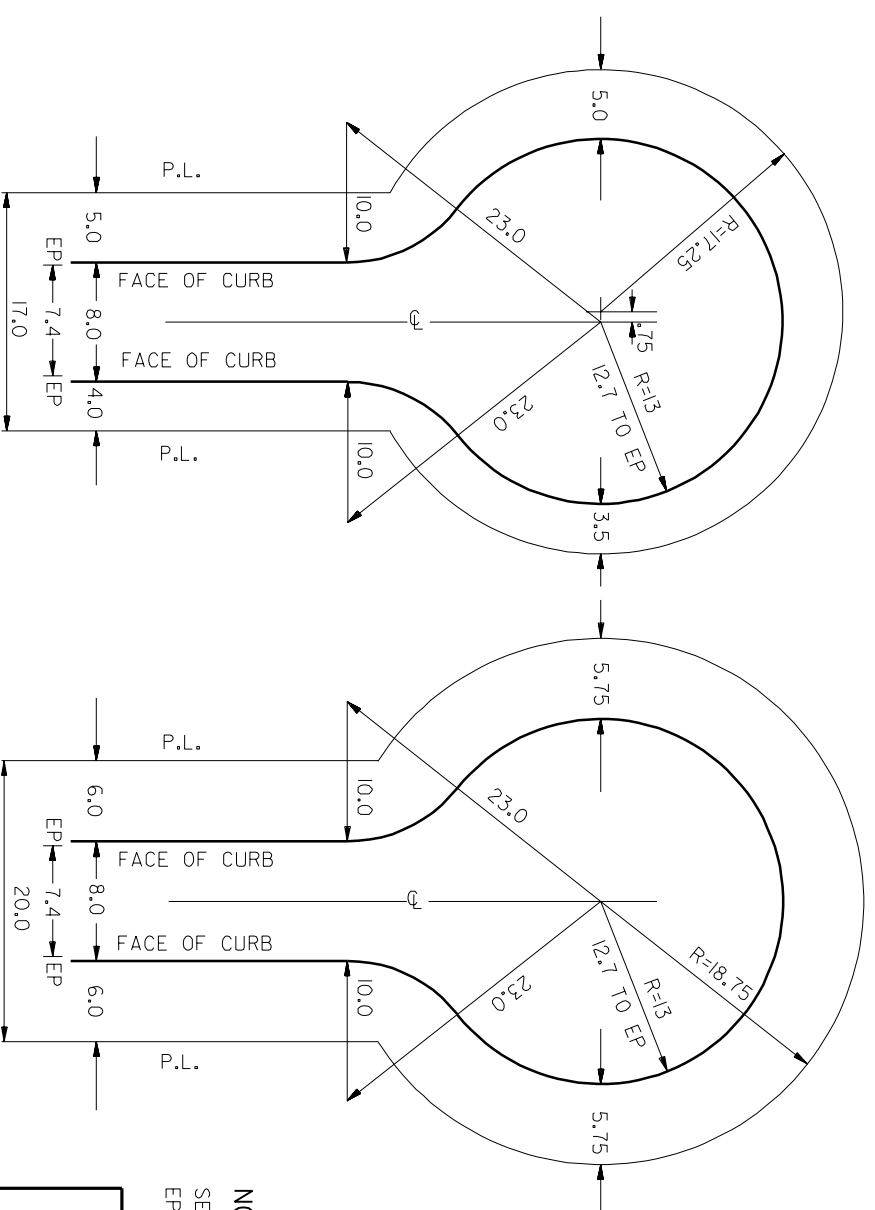 5.0
R=17.25
P.L.
10.0
23.0
5.0
EP
FACE OF CURB
.75
R=13
12.7 TO EP
17.0
7.4
8.0
℄
FACE OF CURB
EP
4.0
23.0
P.L.
10.0
3.5
5.75
P.L.
10.0
23.0
6.0
EP
FACE OF CURB
R=18.75
20.0
7.4
8.0
℄
R=13
12.7 TO EP
FACE OF CURB
EP
6.0
10.0
23.0
P.L.
5.75
NO
SE
EP